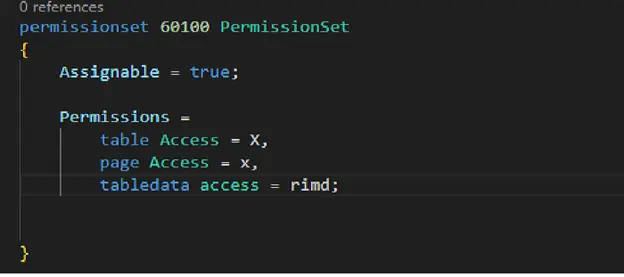 0 references
permissionset 60100 PermissionSet
{
Assignable = true;
Permissions =
table Access = X,
page Access = x,
tabledata access = rimd;
}